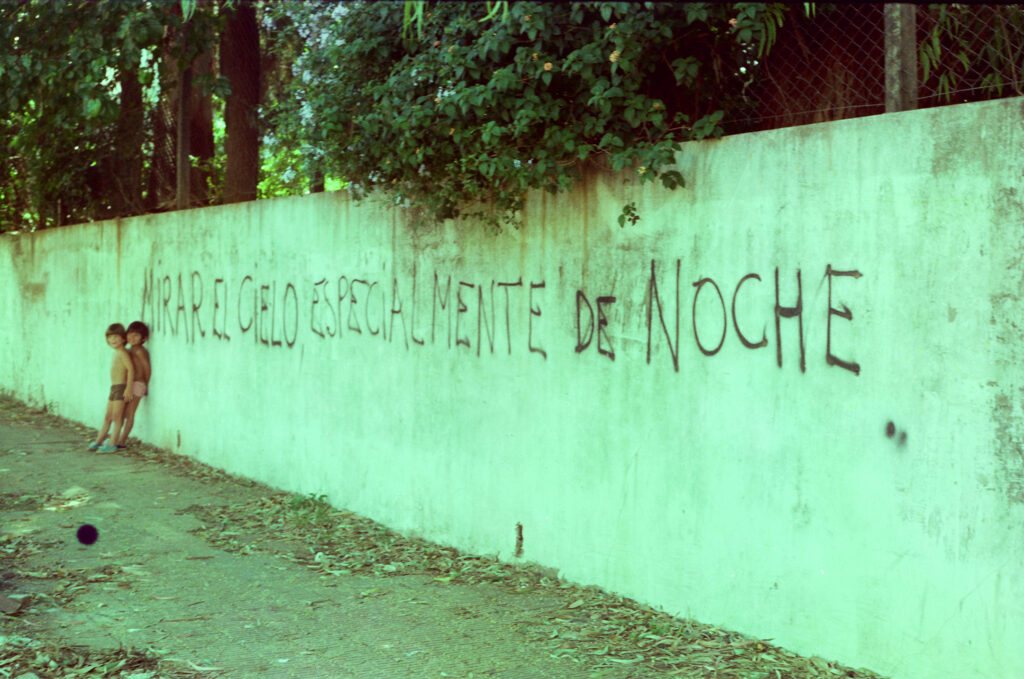 MIRAR EL CIELO, ESPECIALMENTE DE NOCHE